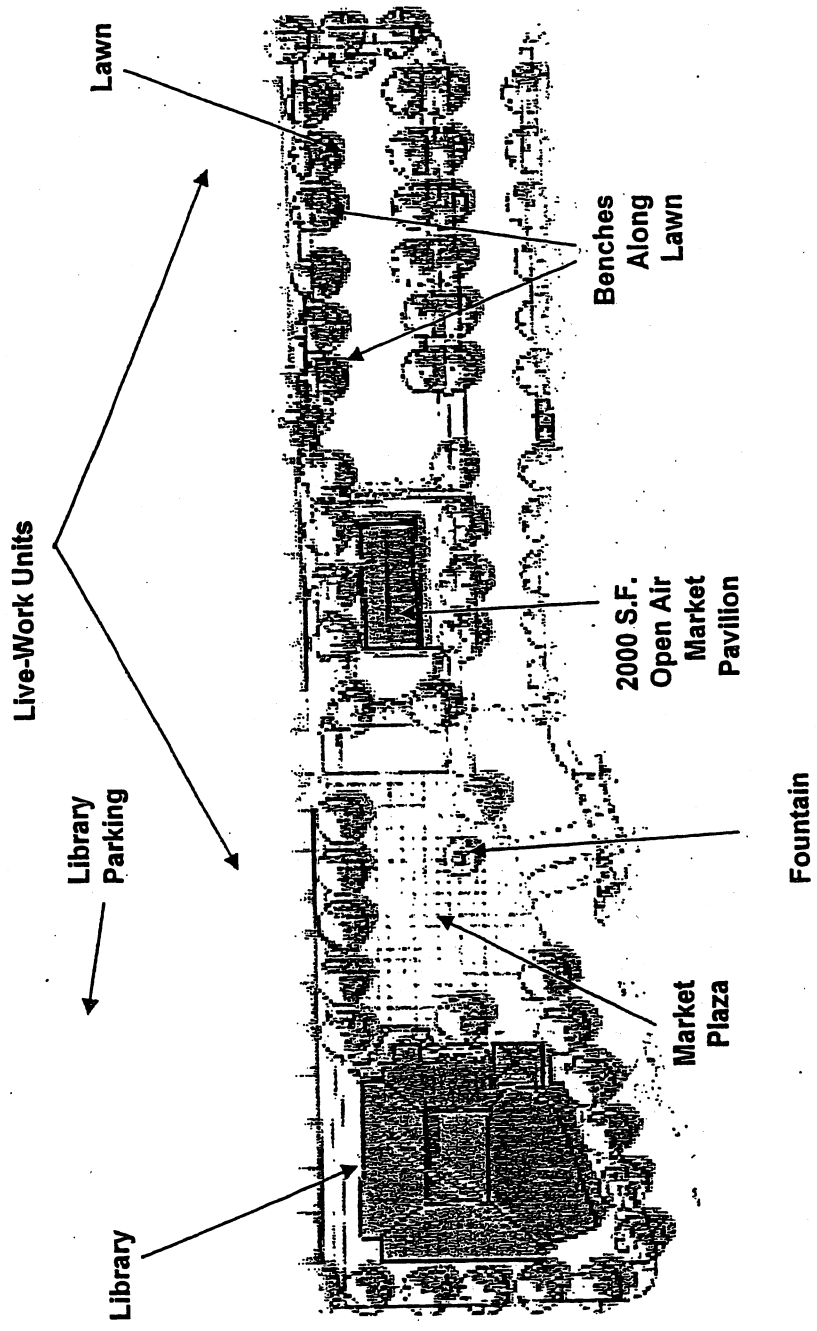 Live-Work Units
Library
Parking
Library
Lawn
Benches
Along
Lawn
2000 S.F.
Open Air
Market
Pavilion
Market
Plaza
Fountain